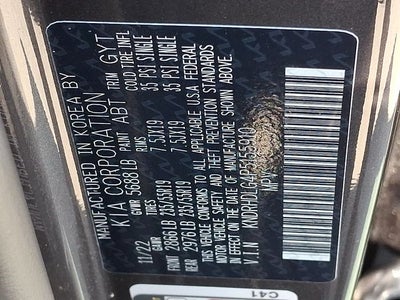 MANUFACTURED IN KOREA BY
KIA CORPORATION
11/22 GVWR 5688LB PAINT ABT TRIM GYT
GAWR TIRES RIMS COLD TIRE INFL
FRONT 2866LB 235/55R19 7.5JX19 35 PSI SINGLE
REAR 2976LB 235/55R19 7.5JX19 35 PSI SINGLE
THIS VEHICLE CONFORMS TO ALL APPLICABLE U.S.A FEDERAL
MOTOR VEHICLE SAFETY AND THEFT PREVENTION STANDARDS
IN EFFECT ON THE DATE OF MANUFACTURE SHOWN ABOVE.
V.I.N
MPV
C41